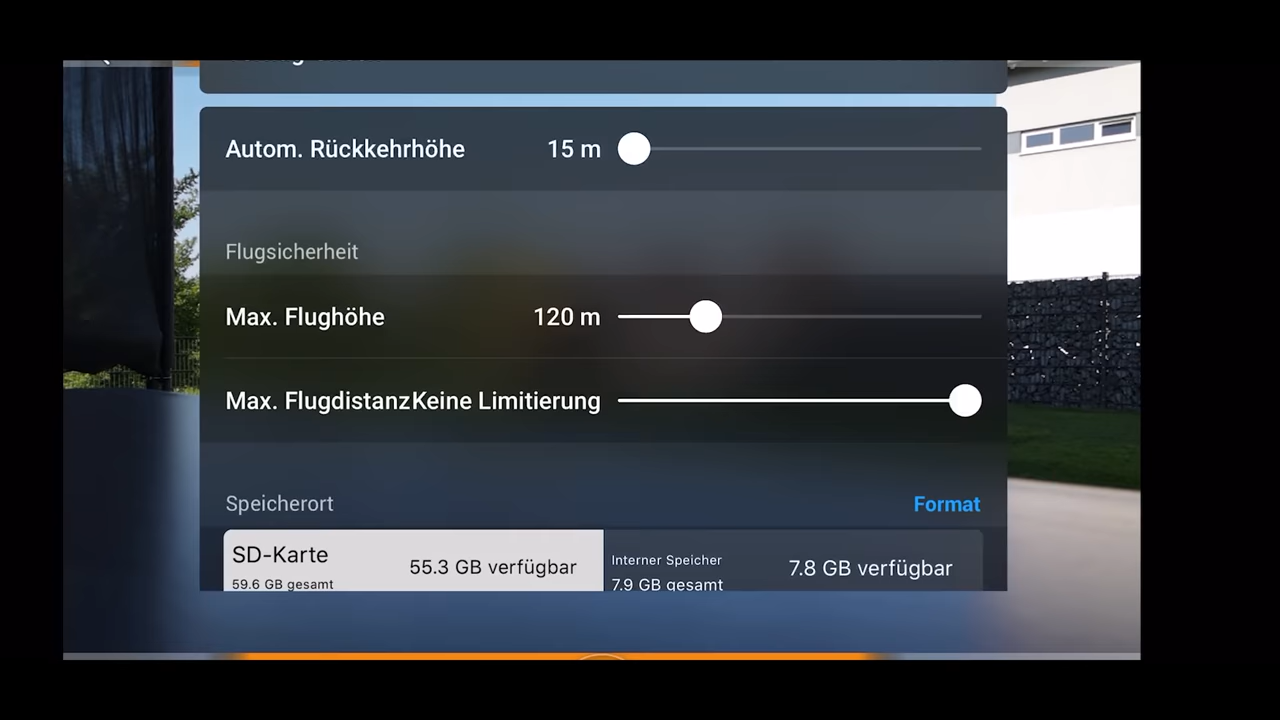 Autom. Rückkehrhöhe 15 m
Flugsicherheit
Max. Flughöhe 120 m
Max. FlugdistanzKeine Limitierung
Speicherort Format
SD-Karte 55.3 GB verfügbar
59.6 GB gesamt
Interner Speicher 7.8 GB verfügbar
7.9 GB gesamt